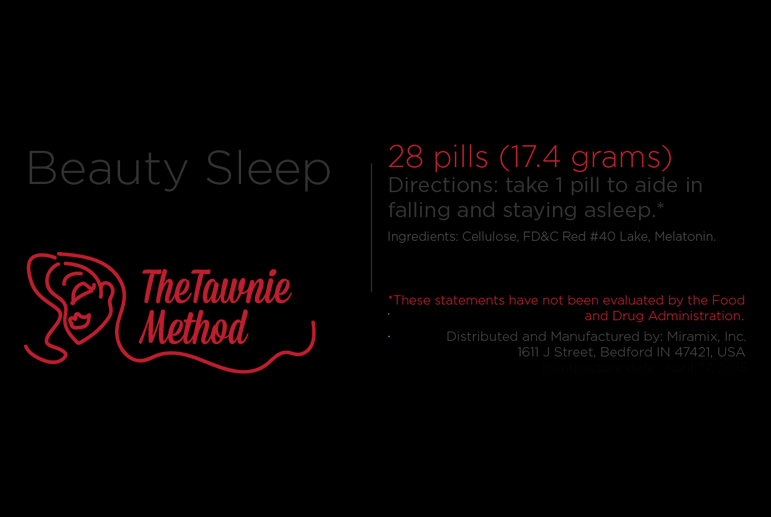 Beauty Sleep
TheTawnie
Method
28 pills (17.4 grams)
Directions: take 1 pill to aide in
falling and staying asleep.*
Ingredients: Cellulose, FD&C Red #40 Lake, Melatonin.
*These statements have not been evaluated by the Food
and Drug Administration.
Distributed and Manufactured by: Miramix, Inc.
1611 J Street, Bedford IN 47421, USA